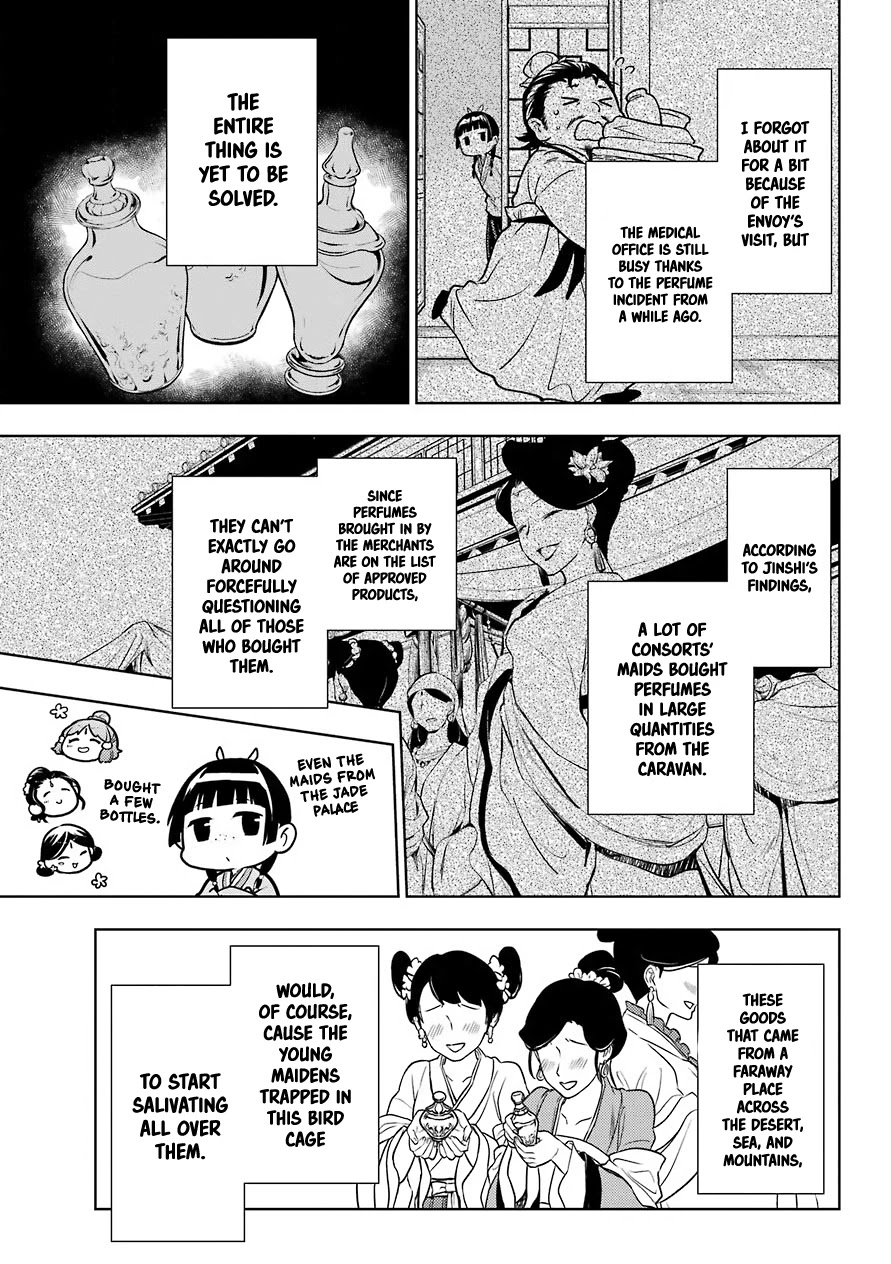 I FORGOT
ABOUT IT
FOR A BIT
BECAUSE
OF THE
ENVOY'S
VISIT, BUT
THE MEDICAL
OFFICE IS STILL
BUSY THANKS
TO THE PERFUME
INCIDENT FROM
A WHILE AGO.
THE
ENTIRE
THING IS
YET TO BE
SOLVED.
ACCORDING
TO JINSHI'S
FINDINGS,
A LOT OF
CONSORTS'
MAIDS BOUGHT
PERFUMES
IN LARGE
QUANTITIES
FROM THE
CARAVAN.
SINCE
PERFUMES
BROUGHT IN BY
THE MERCHANTS
ARE ON THE LIST
OF APPROVED
PRODUCTS,
THEY CAN'T
EXACTLY GO
AROUND
FORCEFULLY
QUESTIONING
ALL OF THOSE
WHO BOUGHT
THEM.
EVEN THE
MAIDS FROM
THE JADE
PALACE
BOUGHT
A FEW
BOTTLES.
THESE
GOODS
THAT CAME
FROM A
FARAWAY
PLACE
ACROSS
THE DESERT,
SEA, AND
MOUNTAINS,
WOULD,
OF COURSE,
CAUSE THE
YOUNG
MAIDENS
TRAPPED IN
THIS BIRD
CAGE
TO START
SALIVATING
ALL OVER
THEM.